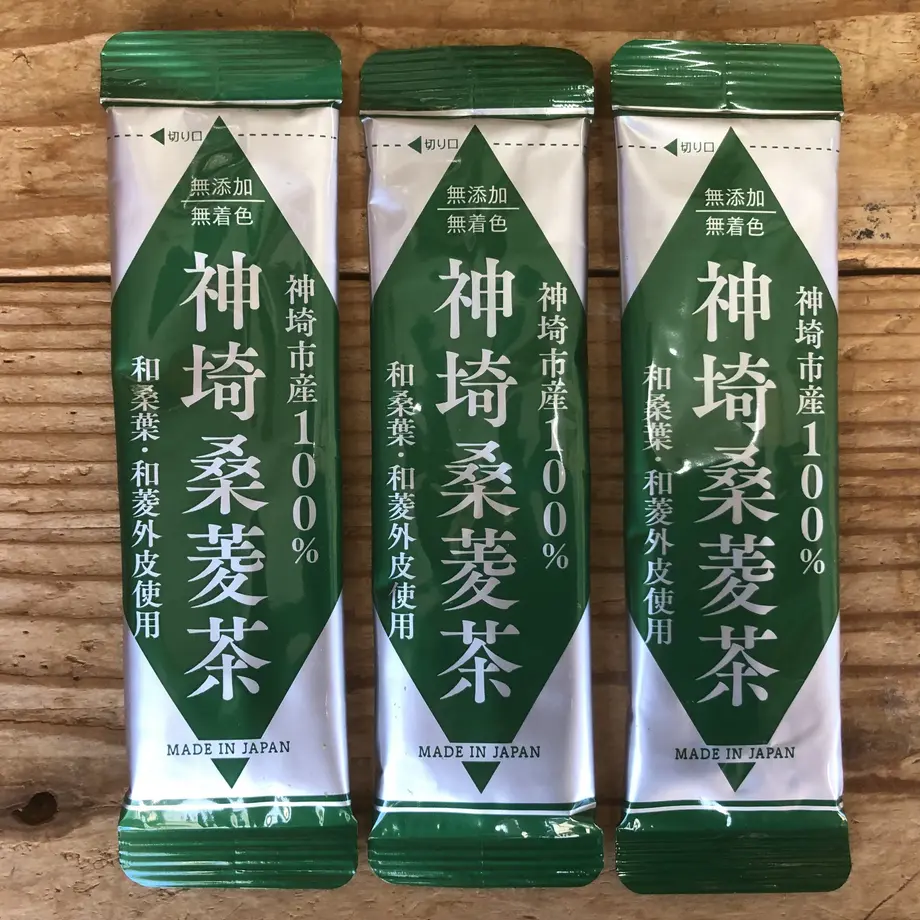 切り口
無添加
無着色
神埼市産100%
神埼桑菱茶
和桑葉・和菱外皮使用
MADE IN JAPAN
切り口
無添加
無着色
神埼市産100%
神埼桑菱茶
和桑葉・和菱外皮使用
MADE IN JAPAN
切り口
無添加
無着色
神埼市産100%
神埼桑菱茶
和桑葉・和菱外皮使用
MADE IN JAPAN